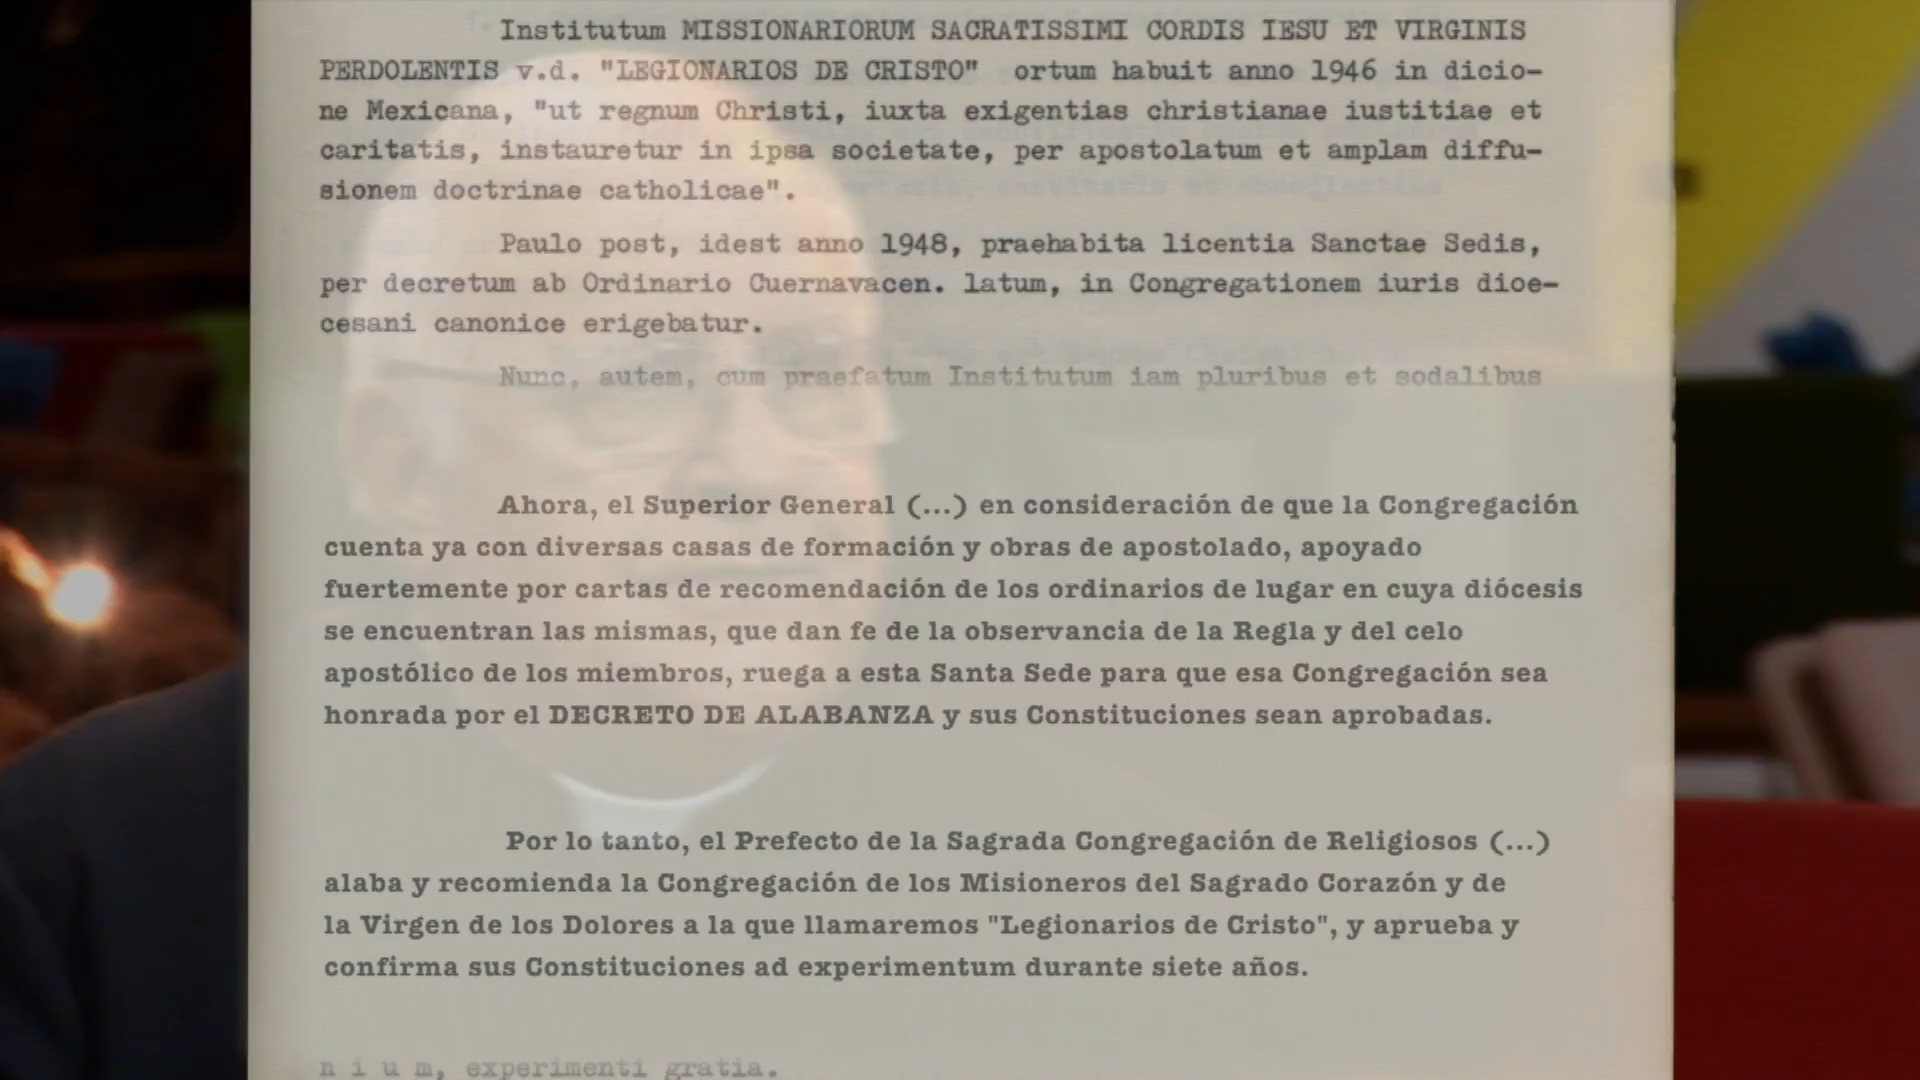 Institutum MISSIONARIORUM SACRATISSIMI CORDIS IESU ET VIRGINIS
PERDOLENTIS v.d. "LEGIONARIOS DE CRISTO" ortum habuit anno 1946 in dicio-
ne Mexicana, "ut regnum Christi, iuxta exigentias christianae iustitiae et
caritatis, instauretur in ipsa societate, per apostolatum et amplam diffu-
sionem doctrinae catholicae".
Paulo post, idest anno 1948, praehabita licentia Sanctae Sedis,
per decretum ab Ordinario Cuernavacen. latum, in Congregationem iuris dioe-
cesani canonice erigebatur.
Nunc, autem, cum praefatum Institutum iam pluribus et sodalibus
Ahora, el Superior General (...) en consideración de que la Congregación
cuenta ya con diversas casas de formación y obras de apostolado, apoyado
fuertemente por cartas de recomendación de los ordinarios de lugar en cuya diócesis
se encuentran las mismas, que dan fe de la observancia de la Regla y del celo
apostólico de los miembros, ruega a esta Santa Sede para que esa Congregación sea
honrada por el DECRETO DE ALABANZA y sus Constituciones sean aprobadas.
Por lo tanto, el Prefecto de la Sagrada Congregación de Religiosos (...)
alaba y recomienda la Congregación de los Misioneros del Sagrado Corazón y de
la Virgen de los Dolores a la que llamaremos "Legionarios de Cristo", y aprueba y
confirma sus Constituciones ad experimentum durante siete años.
n i u m, experimenti gratia.